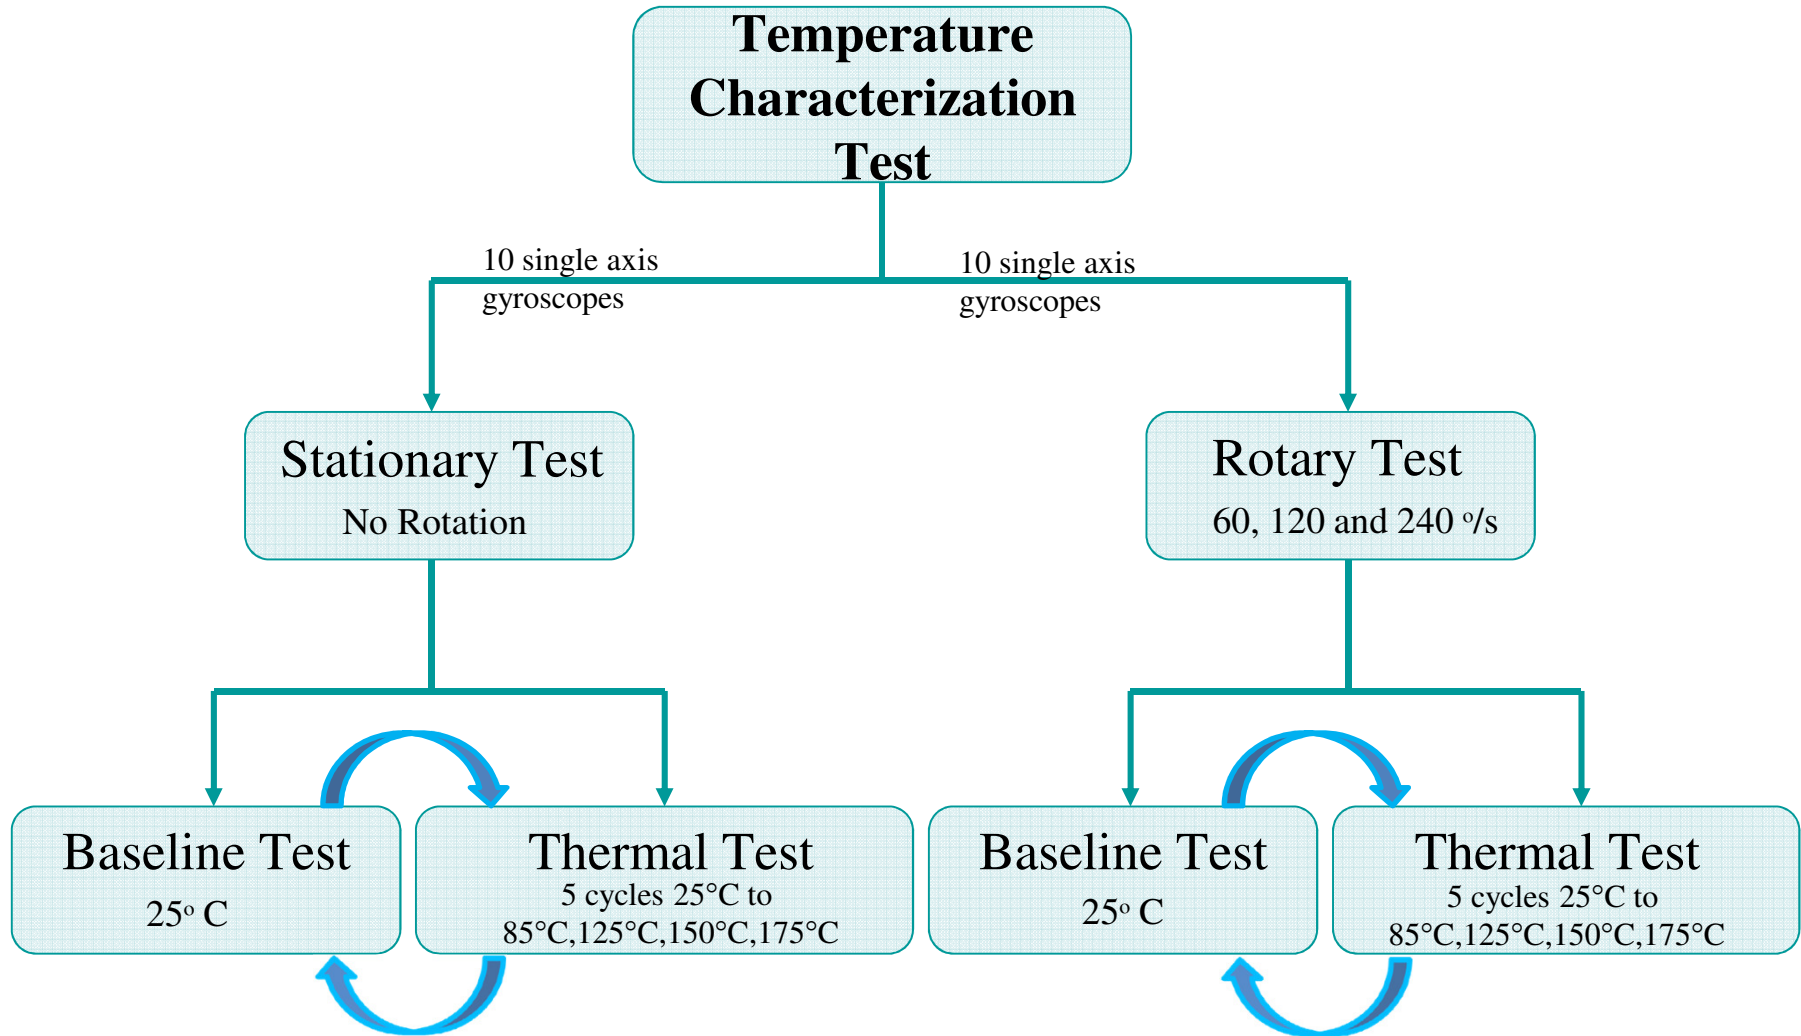 Temperature
Characterization
Test
10 single axis
gyroscopes
10 single axis
gyroscopes
Stationary Test
No Rotation
Rotary Test
60, 120 and 240 º/s
Baseline Test
25º C
Thermal Test
5 cycles 25°C to
85°C,125°C,150°C,175°C
Baseline Test
25º C
Thermal Test
5 cycles 25°C to
85°C,125°C,150°C,175°C